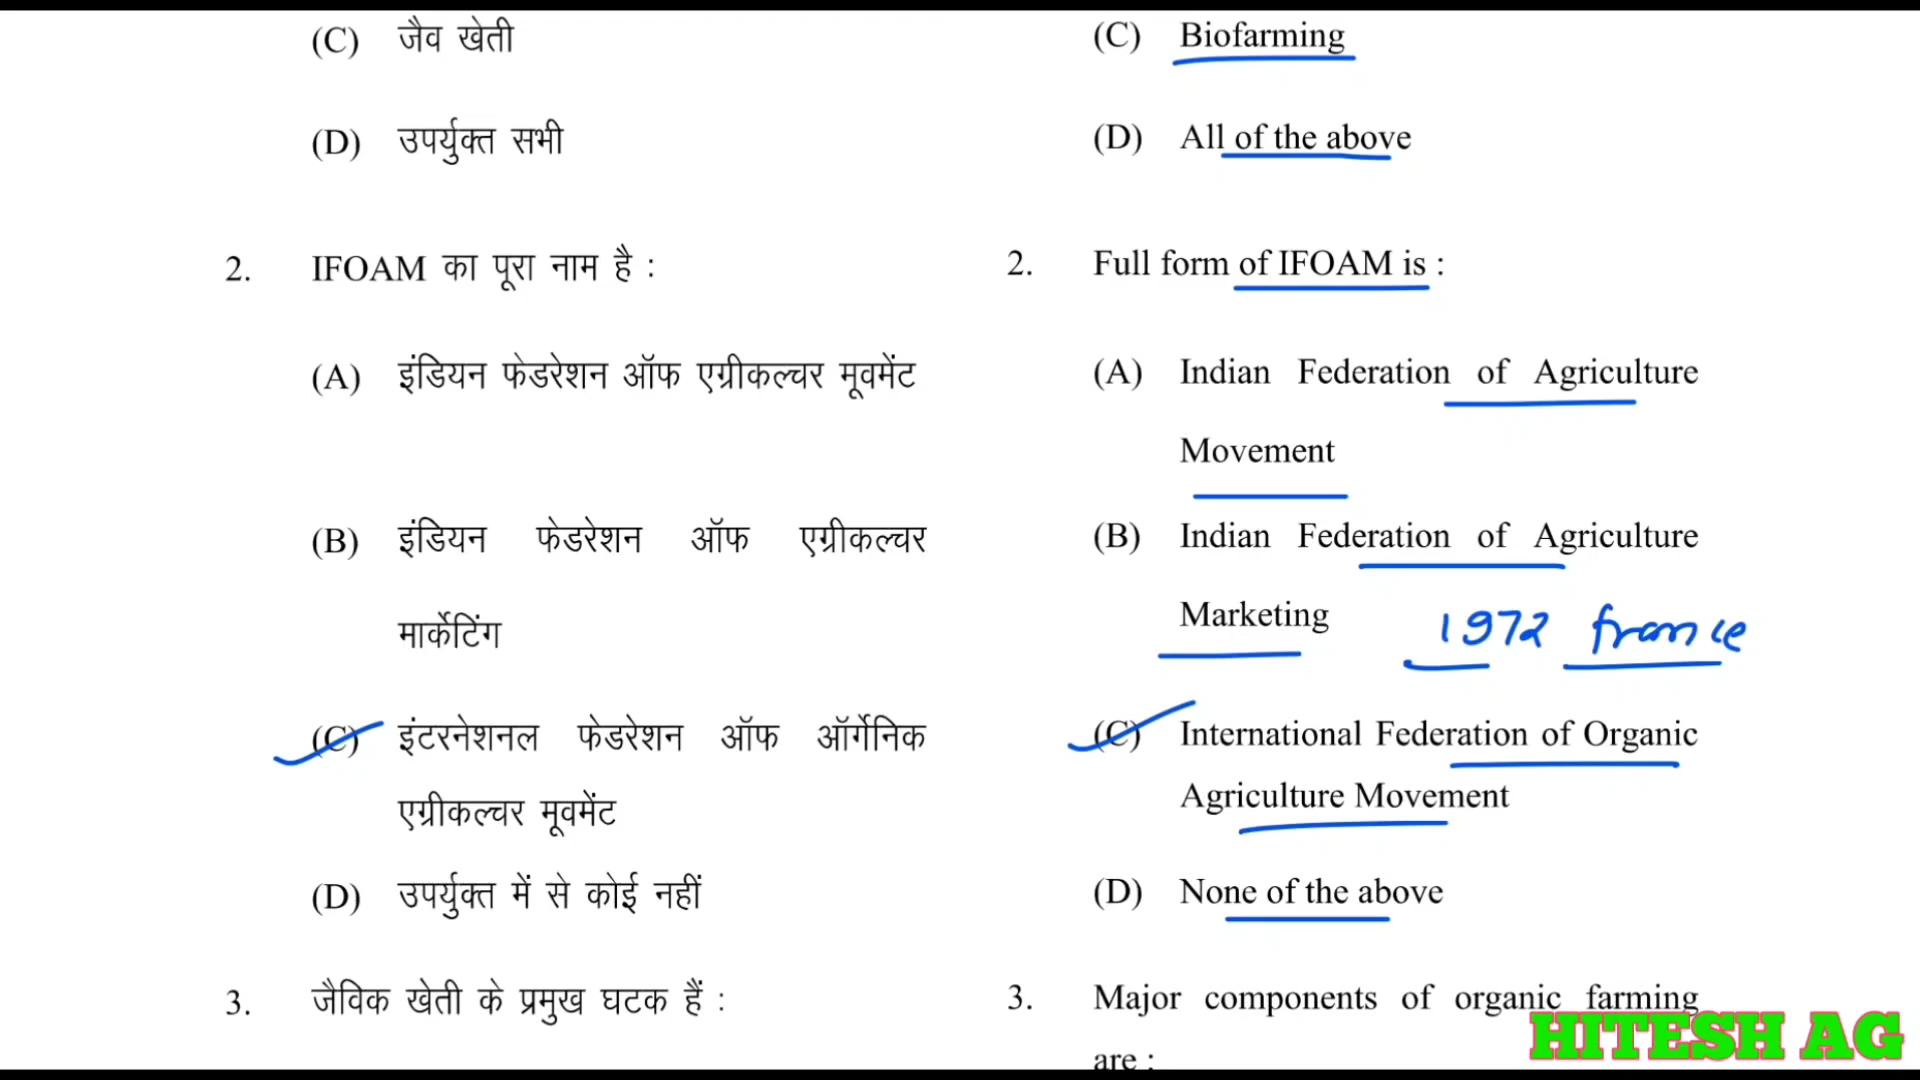 (C) जैव खेती
(D) उपर्युक्त सभी
2. IFOAM का पूरा नाम है :
(A) इंडियन फेडरेशन ऑफ एग्रीकल्चर मूवमेंट
(B) इंडियन फेडरेशन ऑफ एग्रीकल्चर
मार्केटिंग
(C) इंटरनेशनल फेडरेशन ऑफ ऑर्गेनिक
एग्रीकल्चर मूवमेंट
(D) उपर्युक्त में से कोई नहीं
3. जैविक खेती के प्रमुख घटक हैं :
(C) Biofarming
(D) All of the above
2. Full form of IFOAM is :
(A) Indian Federation of Agriculture
Movement
(B) Indian Federation of Agriculture
Marketing
1972 france
(C) International Federation of Organic
Agriculture Movement
(D) None of the above
3. Major components of organic farming
are :
HITESH AG